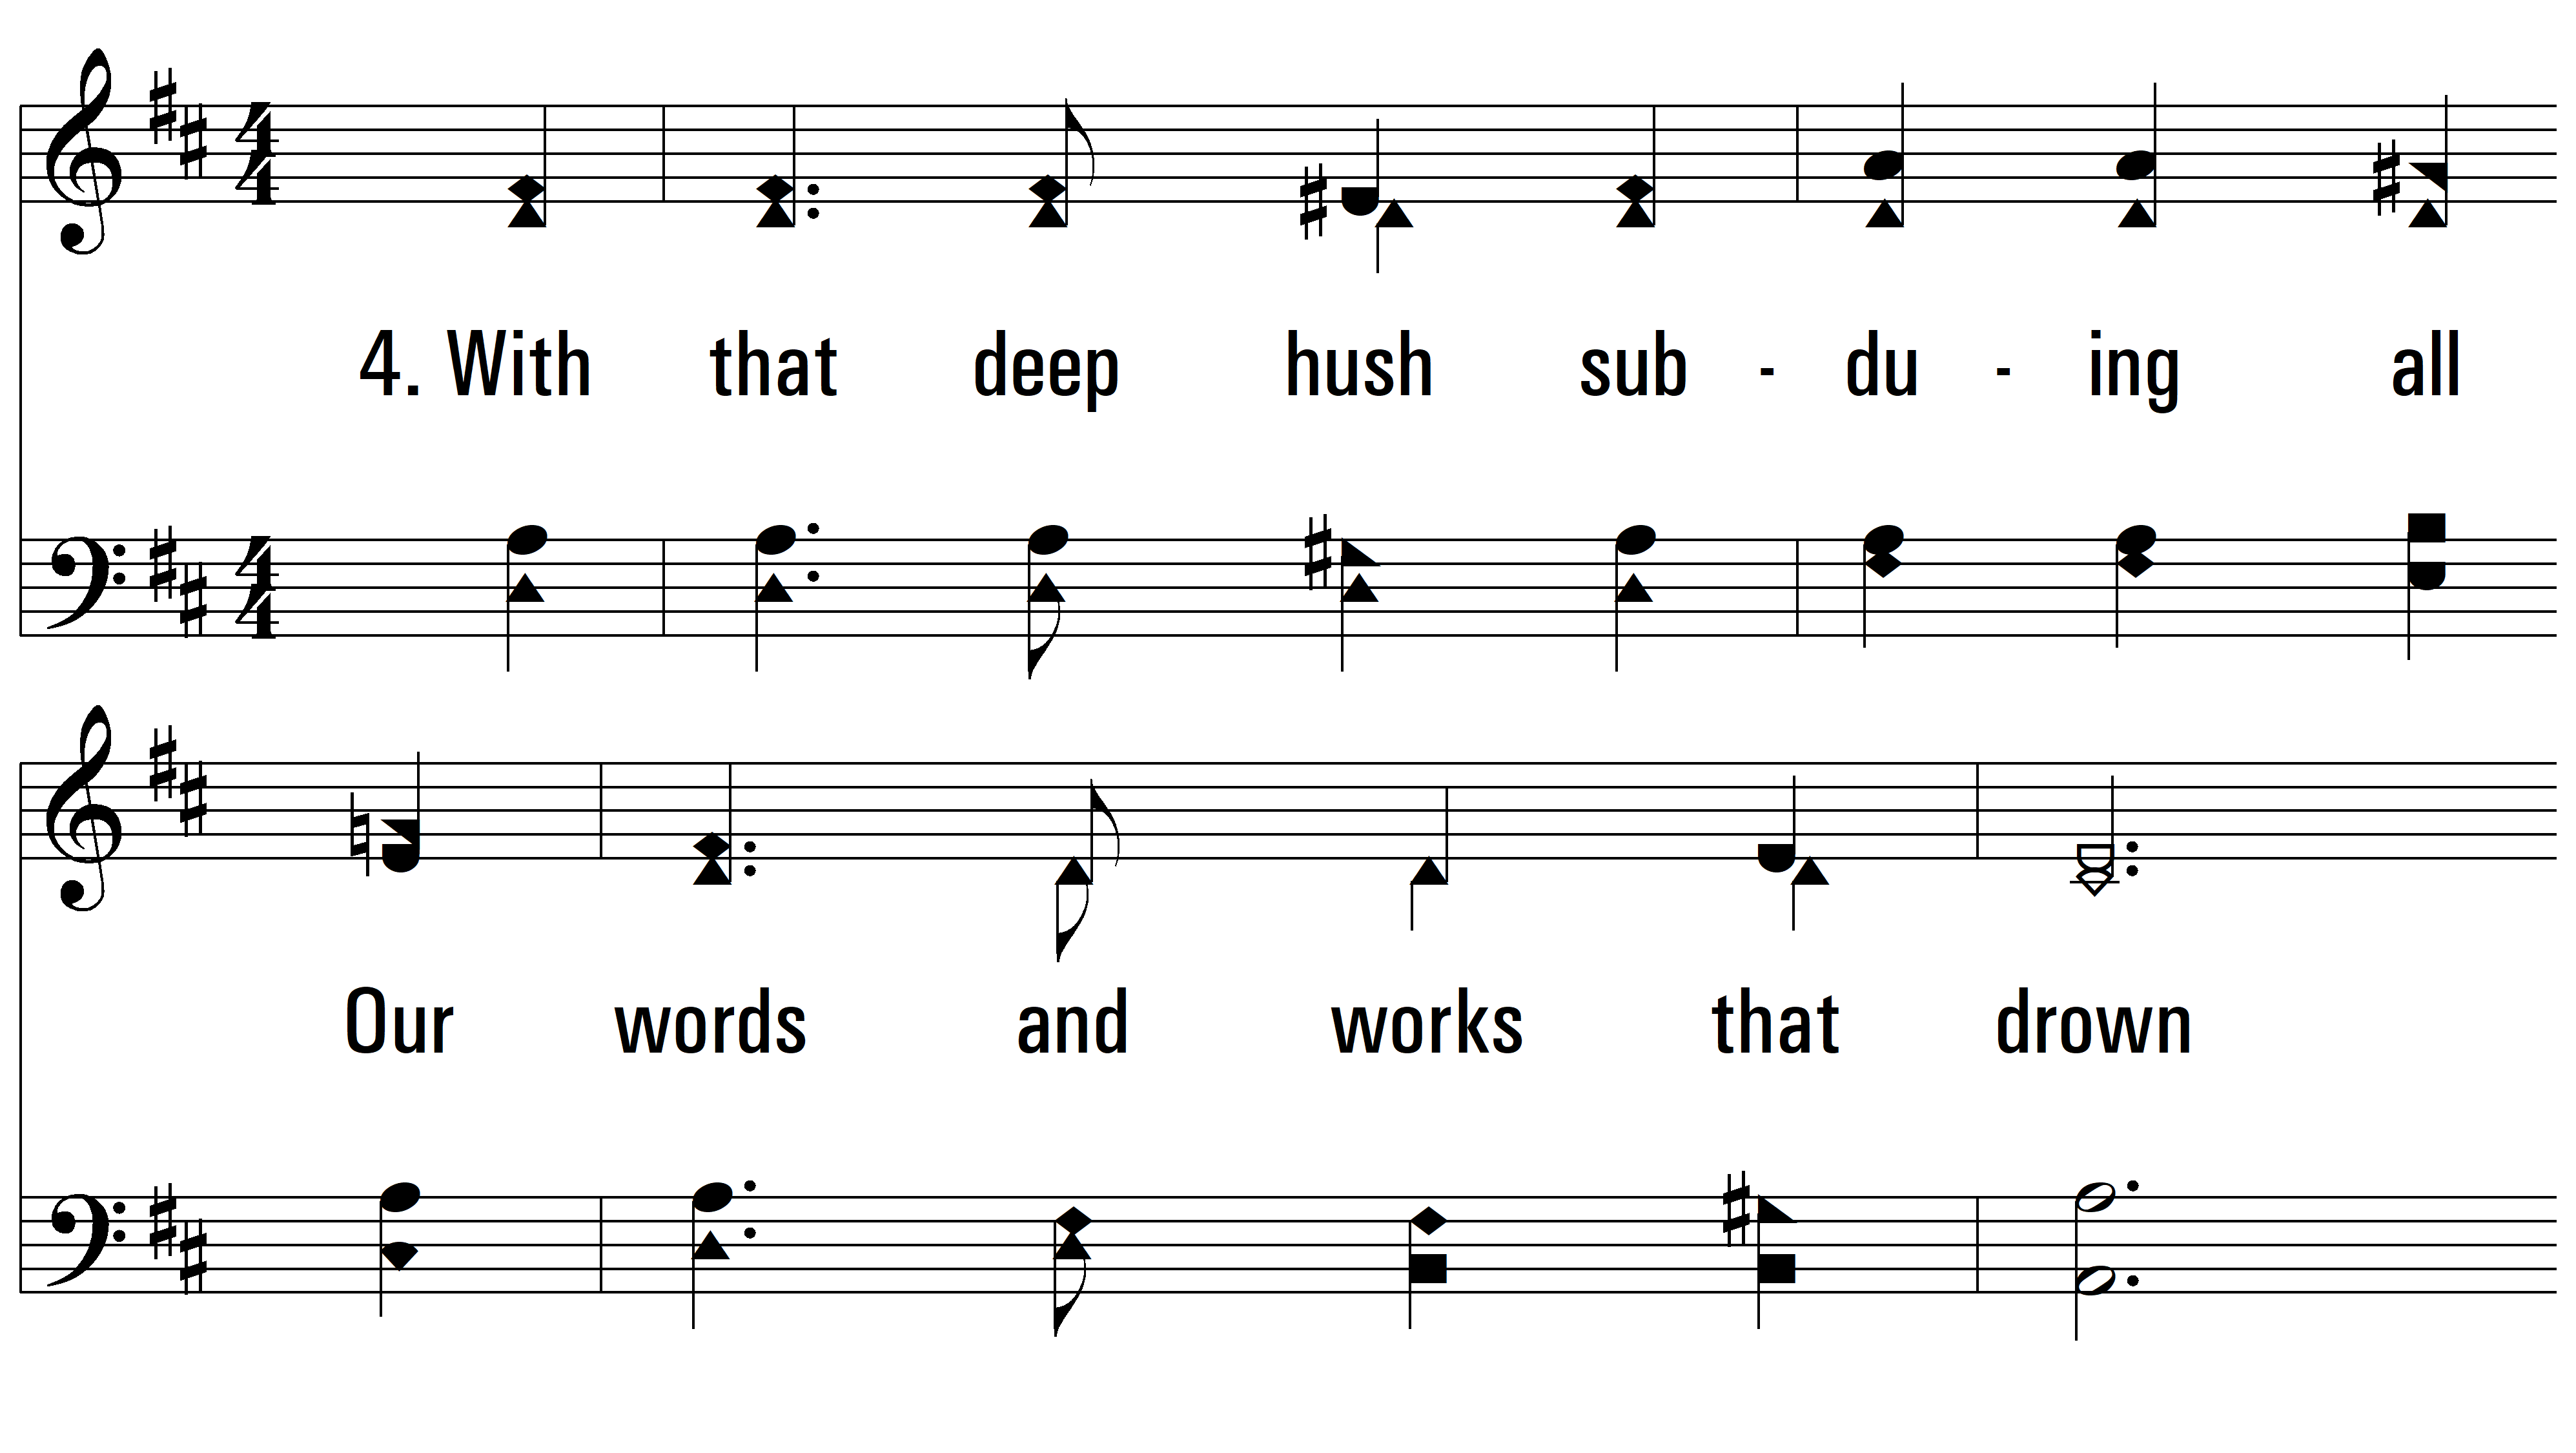 4. With that deep hush sub - du - ing all
Our words and works that drown